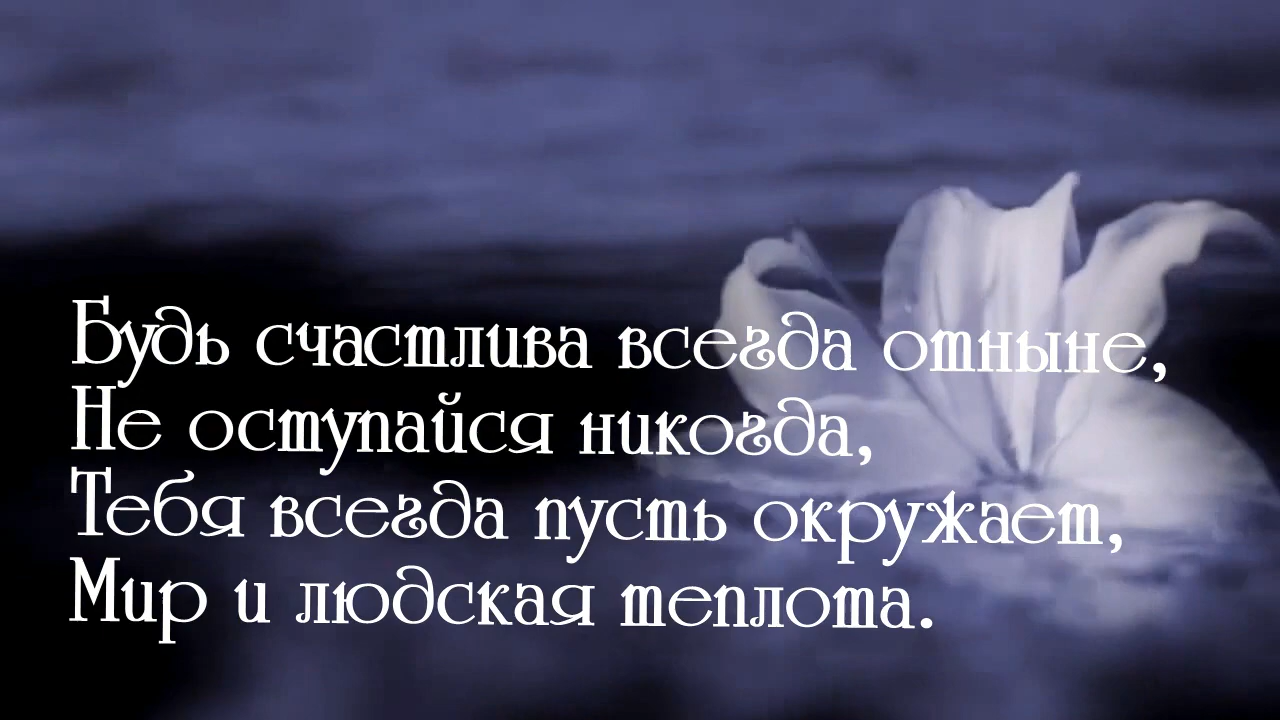 Будь счастлива всегда отныне,
Не оступайся никогда,
Тебя всегда пусть окружает,
Мир и людская теплота.